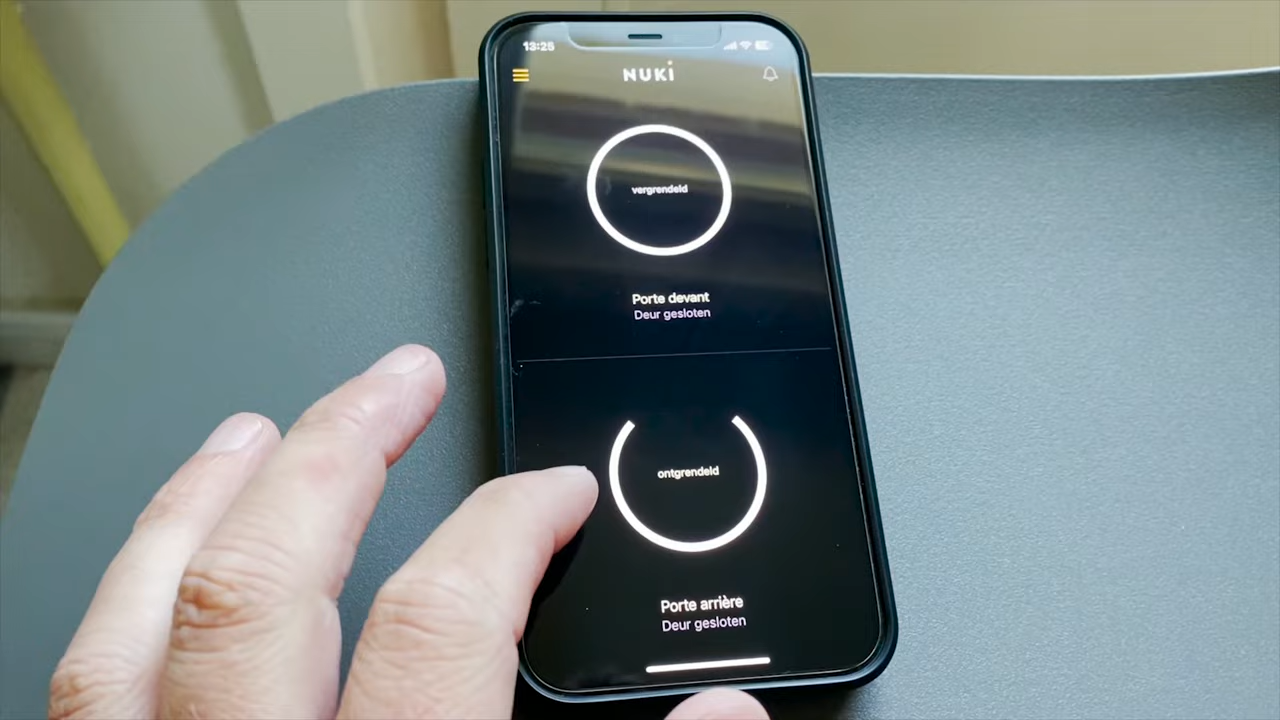 13:25
NUKi
vergrendeld
Porte devant
Deur gesloten
ontgrendeld
Porte arrière
Deur gesloten